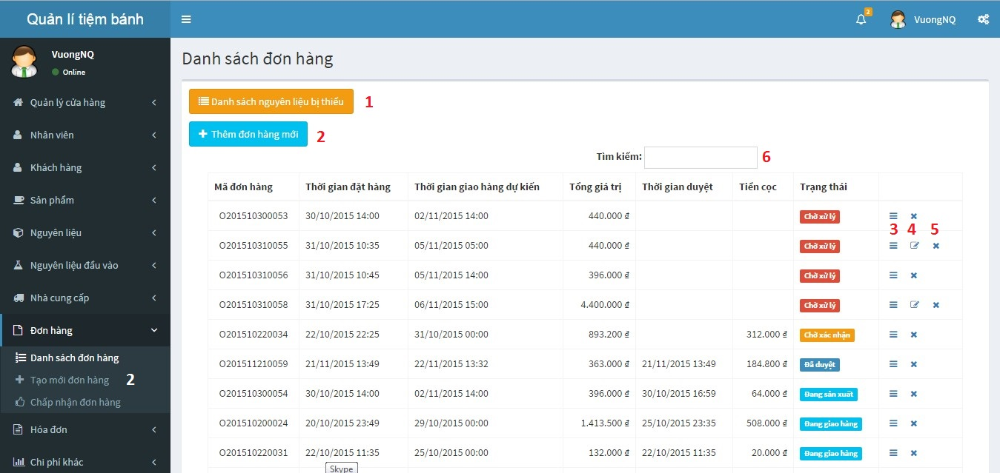 Quản lí tiệm bánh
2
VuongNQ
VuongNQ
Online
Quản lý cửa hàng
Nhân viên
Khách hàng
Sản phẩm
Nguyên liệu
Nguyên liệu đầu vào
Nhà cung cấp
Đơn hàng
Danh sách đơn hàng
Tạo mới đơn hàng 2
Chấp nhận đơn hàng
Hóa đơn
Chi phí khác
Danh sách đơn hàng
Danh sách nguyên liệu bị thiếu 1
Thêm đơn hàng mới 2
Tìm kiếm: 6
Mã đơn hàng Thời gian đặt hàng Thời gian giao hàng dự kiến Tổng giá trị Thời gian duyệt Tiền cọc Trạng thái
O201510300053 30/10/2015 14:00 02/11/2015 14:00 440.000 ₫ Chờ xử lý
3 4 5
O201510310055 31/10/2015 10:35 05/11/2015 05:00 440.000 ₫ Chờ xử lý
O201510310056 31/10/2015 10:45 05/11/2015 14:00 396.000 ₫ Chờ xử lý
O201510310058 31/10/2015 17:25 06/11/2015 15:00 4.400.000 ₫ Chờ xử lý
O201510220034 22/10/2015 22:25 31/10/2015 00:00 893.200 ₫ 312.000 ₫ Chờ xác nhận
O201511210059 21/11/2015 13:49 22/11/2015 13:32 363.000 ₫ 21/11/2015 13:49 184.800 ₫ Đã duyệt
O201510300054 30/10/2015 14:00 02/11/2015 14:00 396.000 ₫ 30/10/2015 16:59 64.000 ₫ Đang sản xuất
O201510200024 20/10/2015 23:49 29/10/2015 00:00 1.413.500 ₫ 25/10/2015 23:35 508.000 ₫ Đang giao hàng
O201510220031 22/10/2015 11:35 25/10/2015 00:00 132.000 ₫ 22/10/2015 11:35 20.000 ₫ Đang giao hàng
Skype